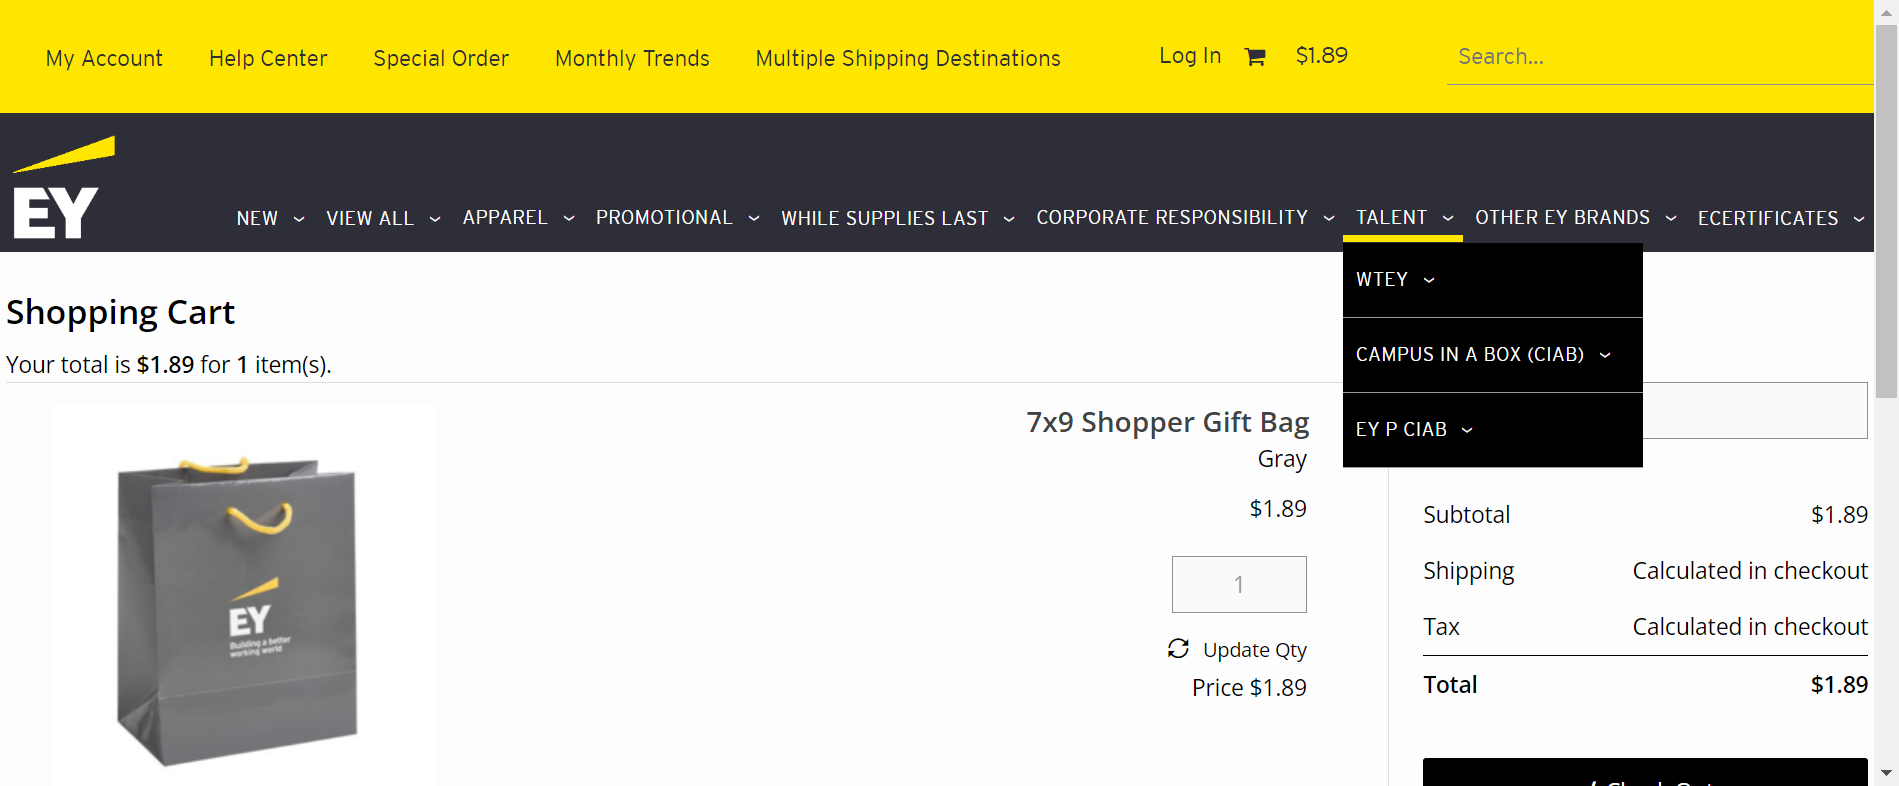 My Account Help Center Special Order Monthly Trends Multiple Shipping Destinations Log In $1.89 Search...
EY
NEW VIEW ALL APPAREL PROMOTIONAL WHILE SUPPLIES LAST CORPORATE RESPONSIBILITY TALENT OTHER EY BRANDS ECERTIFICATES
WTEY
CAMPUS IN A BOX (CIAB)
EY P CIAB
Shopping Cart
Your total is $1.89 for 1 item(s).
EY
Building a better
working world
7x9 Shopper Gift Bag
Gray
$1.89
1
Update Qty
Price $1.89
Subtotal $1.89
Shipping Calculated in checkout
Tax Calculated in checkout
Total $1.89